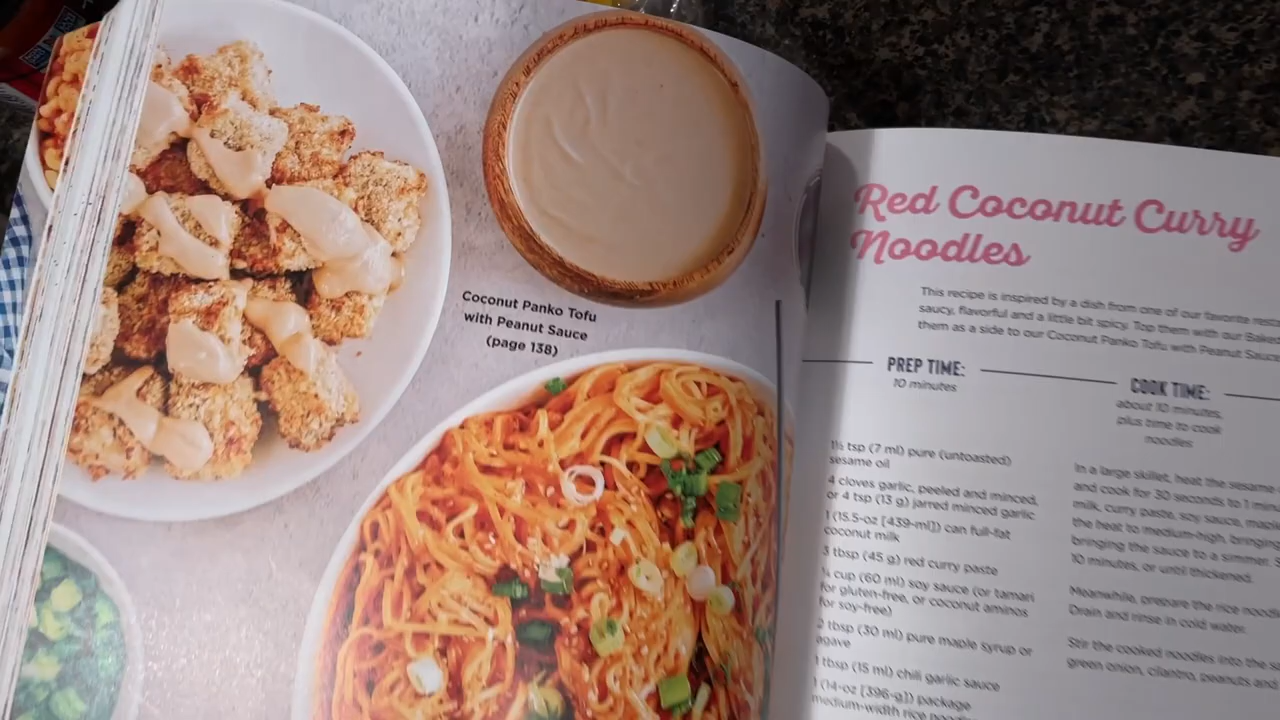 Coconut Panko Tofu
with Peanut Sauce
(page 138)
Red Coconut Curry
Noodles
This recipe is inspired by a dish from one of our favorite
saucy, flavorful and a little bit spicy. Top them with our Baked
them as a side to our Coconut Panko Tofu with Peanut Sauce
PREP TIME:
10 minutes
COOK TIME:
about 10 minutes,
plus time to cook
noodles
1½ tsp (7 ml) pure (untoasted)
sesame oil
4 cloves garlic, peeled and minced,
or 4 tsp (13 g) jarred minced garlic
1 (15.5-oz [439-ml]) can full-fat
coconut milk
3 tbsp (45 g) red curry paste
¼ cup (60 ml) soy sauce (or tamari
for gluten-free, or coconut aminos
for soy-free)
2 tbsp (30 ml) pure maple syrup or
agave
1 tbsp (15 ml) chili garlic sauce
1 (14-oz [396-g]) package
medium-width rice
In a large skillet, heat the sesame
and cook for 30 seconds to 1
milk, curry paste, soy sauce,
the heat to medium-high, bringing
bringing the sauce to a simmer.
10 minutes, or until thickened.
Meanwhile, prepare the rice
Drain and rinse in cold water.
Stir the cooked noodles into the
green onion, cilantro, peanuts and